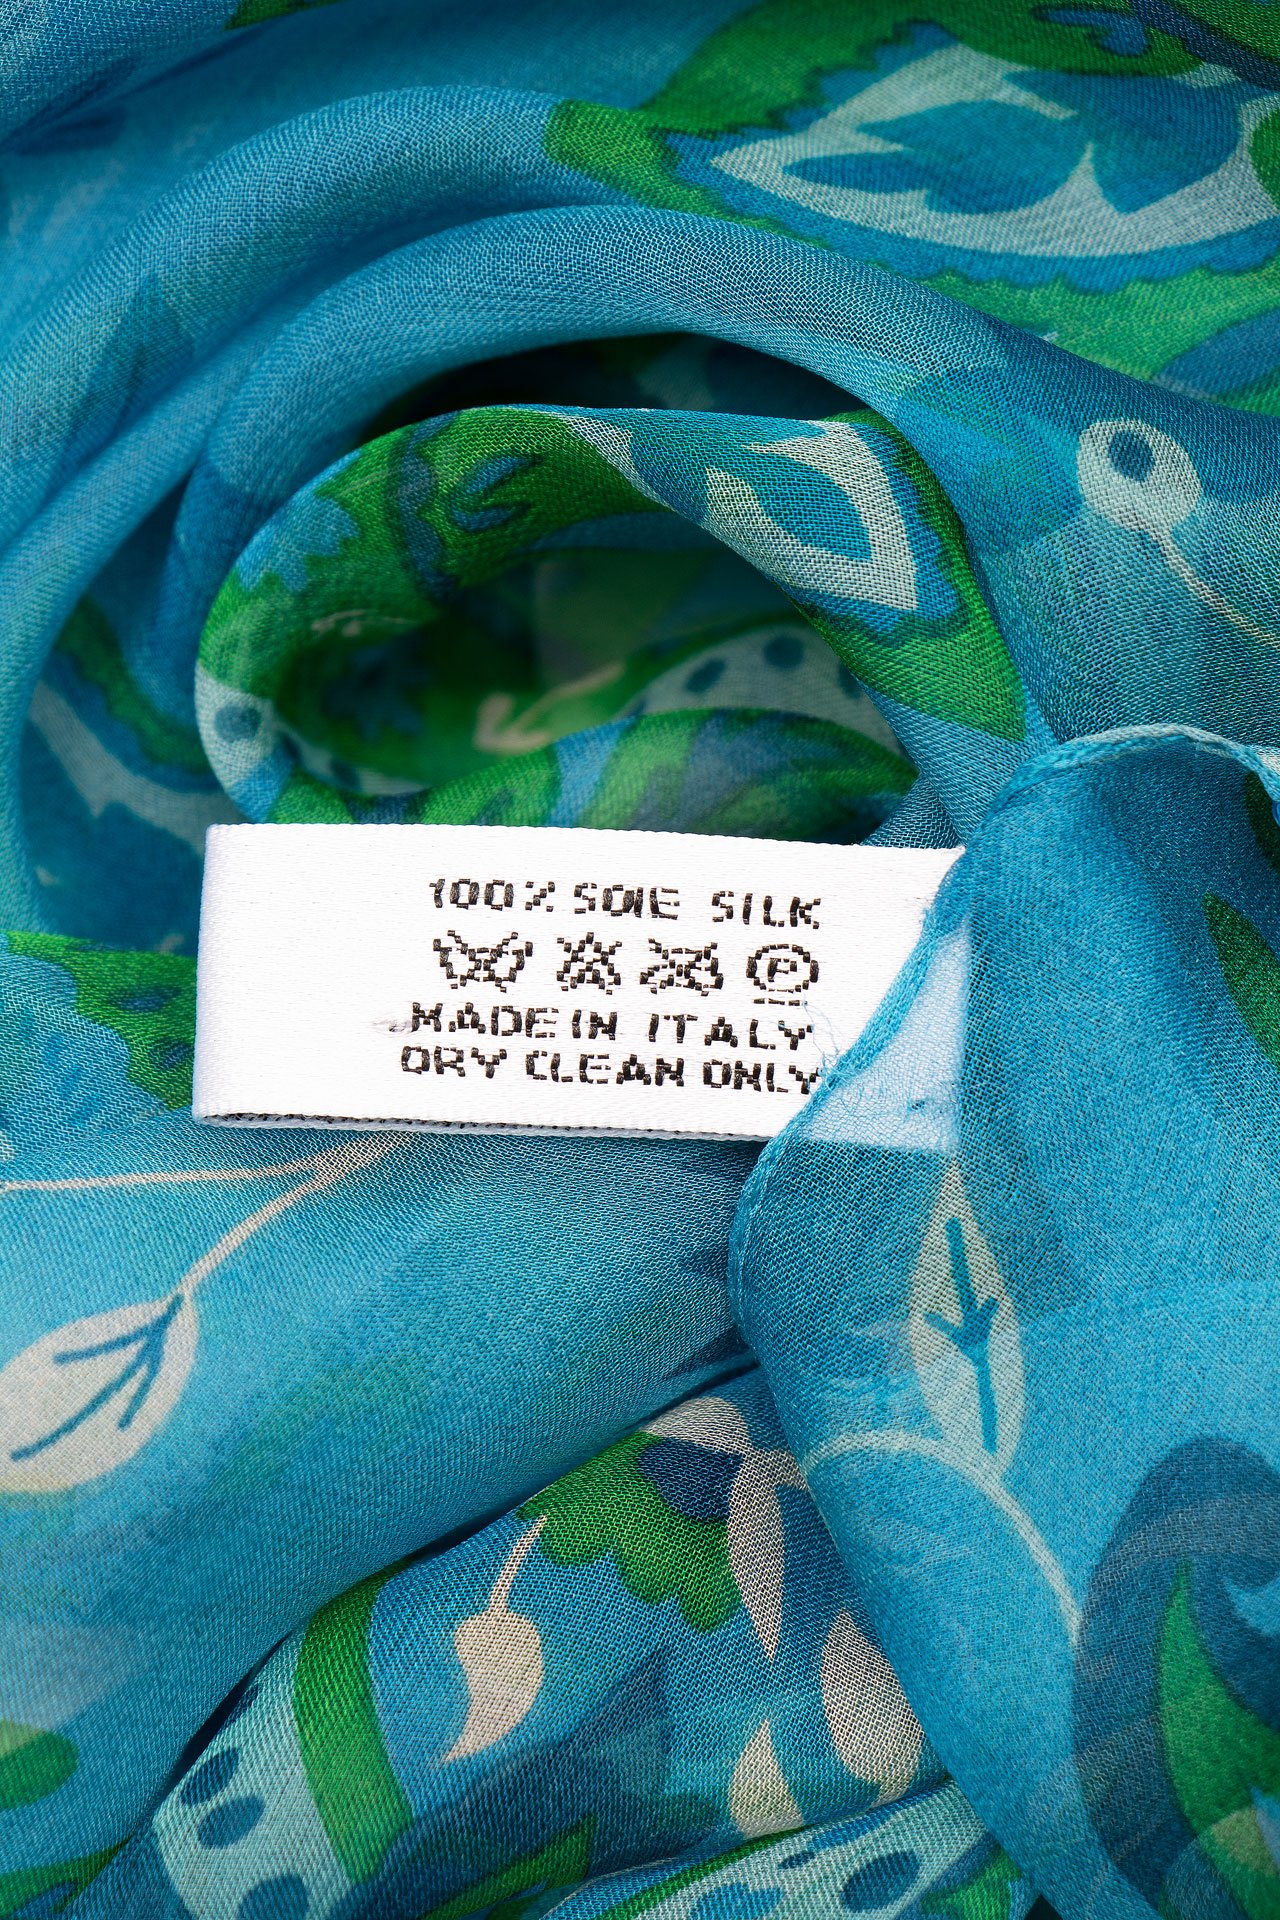 100% SOIE SILK
P
MADE IN ITALY
DRY CLEAN ONLY